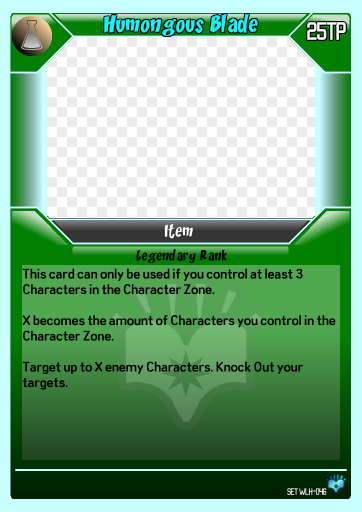 Humongous Blade
25TP
Item
Legendary Rank
This card can only be used if you control at least 3
Characters in the Character Zone.
X becomes the amount of Characters you control in the
Character Zone.
Target up to X enemy Characters. Knock Out your
targets.
SET WLH-046